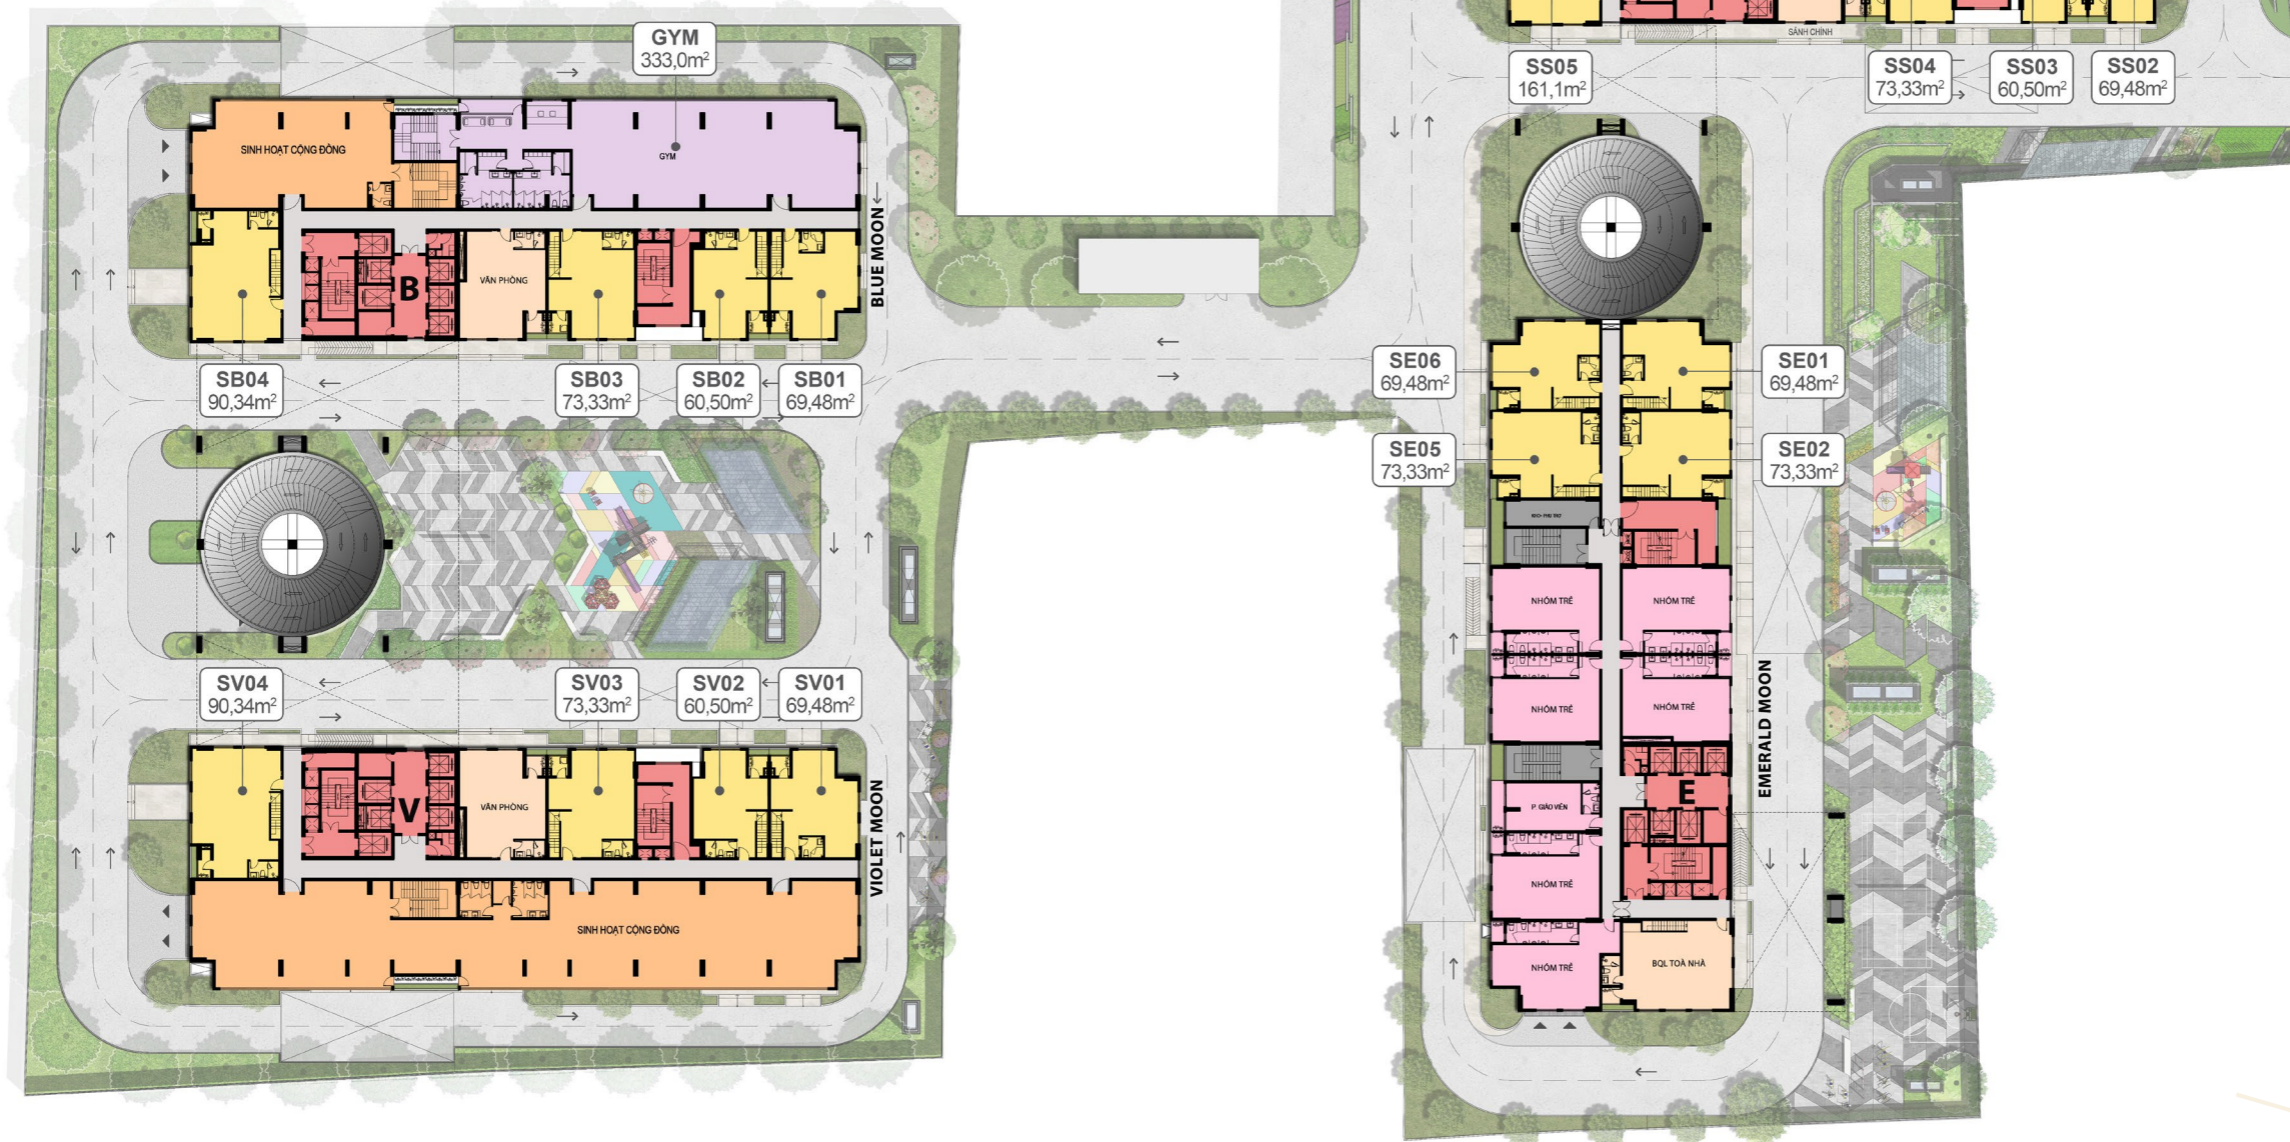 GYM
333,0m²
SẢNH CHÍNH
SS05
161,1m²
SS04
73,33m²
SS03
60,50m²
SS02
69,48m²
SINH HOẠT CỘNG ĐỒNG
GYM
BLUE MOON
B
VĂN PHÒNG
SB04
90,34m²
SB03
73,33m²
SB02
60,50m²
SB01
69,48m²
SE06
69,48m²
SE01
69,48m²
SE05
73,33m²
SE02
73,33m²
NHÓM TRẺ
NHÓM TRẺ
NHÓM TRẺ
NHÓM TRẺ
EMERALD MOON
SV04
90,34m²
SV03
73,33m²
SV02
60,50m²
SV01
69,48m²
V
VĂN PHÒNG
VIOLET MOON
E
P. GIÁO VIÊN
NHÓM TRẺ
SINH HOẠT CỘNG ĐỒNG
NHÓM TRẺ
BQL TOÀ NHÀ